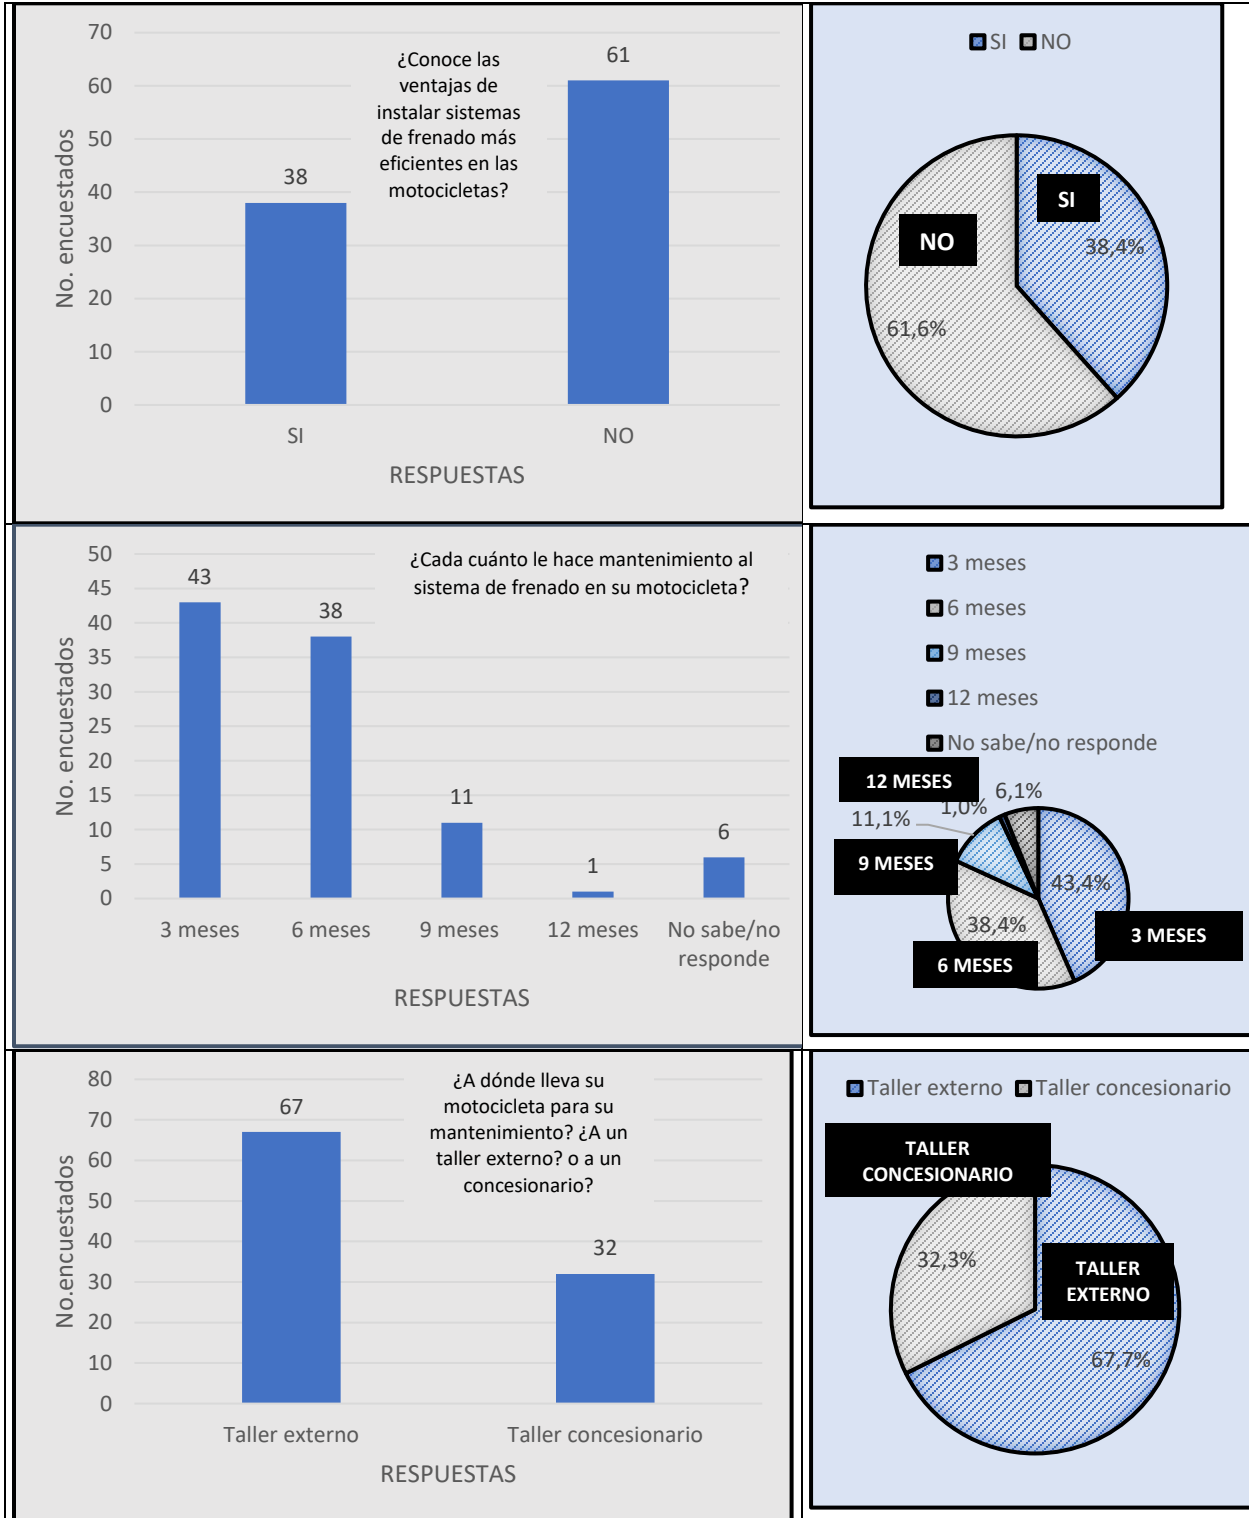 70
60
50
40
30
20
10
0
No. encuestados
¿Conoce las
ventajas de
instalar sistemas
de frenado más
eficientes en las
motocicletas?
38
61
SI
NO
RESPUESTAS
SI NO
SI
NO
38,4%
61,6%
50
45
40
35
30
25
20
15
10
5
0
No. encuestados
¿Cada cuánto le hace mantenimiento al
sistema de frenado en su motocicleta?
43
38
11
1
6
3 meses
6 meses
9 meses
12 meses
No sabe/no
responde
RESPUESTAS
3 meses
6 meses
9 meses
12 meses
No sabe/no responde
12 MESES
1,0%
6,1%
11,1%
9 MESES
43,4%
38,4%
3 MESES
6 MESES
80
70
60
50
40
30
20
10
0
No.encuestados
¿A dónde lleva su
motocicleta para su
mantenimiento? ¿A un
taller externo? o a un
concesionario?
67
32
Taller externo
Taller concesionario
RESPUESTAS
Taller externo Taller concesionario
TALLER
CONCESIONARIO
32,3%
TALLER
EXTERNO
67,7%